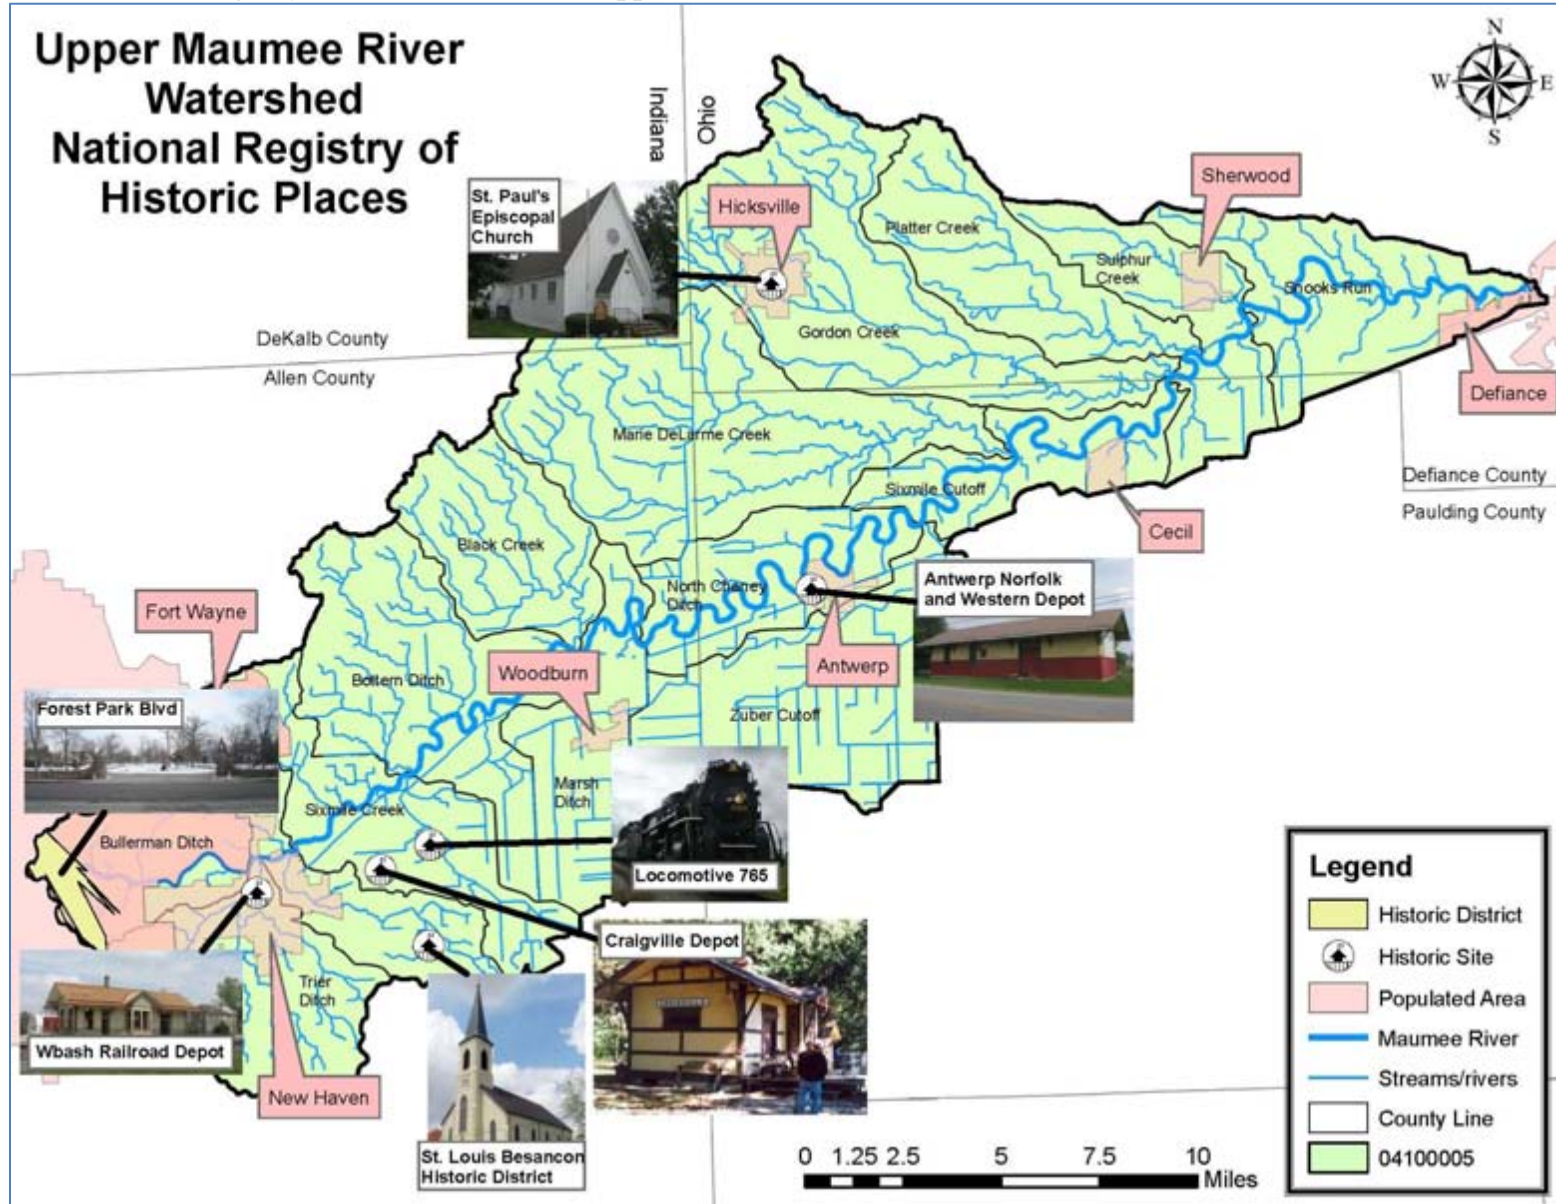 Upper Maumee River
Watershed
National Registry of
Historic Places
Indiana
Ohio
N
W
E
S
St. Paul's
Episcopal
Church
Hicksville
Sherwood
Platter Creek
Sulphur
Creek
Snooks Run
Gordon Creek
Defiance
DeKalb County
Allen County
Marie DeLarme Creek
Defiance County
Paulding County
Sixmile Cutoff
Cecil
Black Creek
North Chaney
Ditch
Antwerp Norfolk
and Western Depot
Fort Wayne
Woodburn
Antwerp
Bottern Ditch
Zuber Cutoff
Forest Park Blvd
Marsh
Ditch
Sixmile Creek
Bullerman Ditch
Locomotive 765
Craigville Depot
Trier
Ditch
Wbash Railroad Depot
New Haven
St. Louis Besancon
Historic District
Legend
Historic District
Historic Site
Populated Area
Maumee River
Streams/rivers
County Line
04100005
0 1.25 2.5 5 7.5 10
Miles